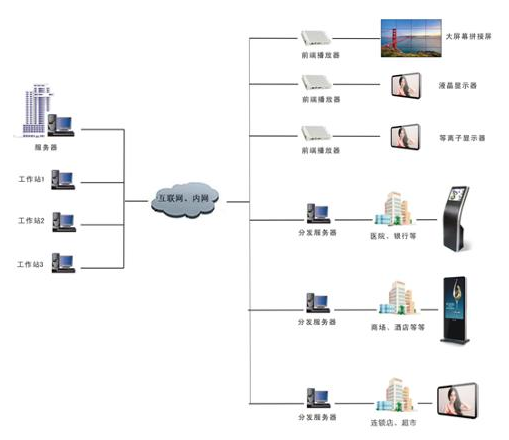 前端播放器
大屏幕拼接屏
前端播放器
液晶显示器
前端播放器
等离子显示器
服务器
工作站1
工作站2
工作站3
互联网、内网
分发服务器
医院、银行等
分发服务器
商场、酒店等等
分发服务器
连锁店、超市